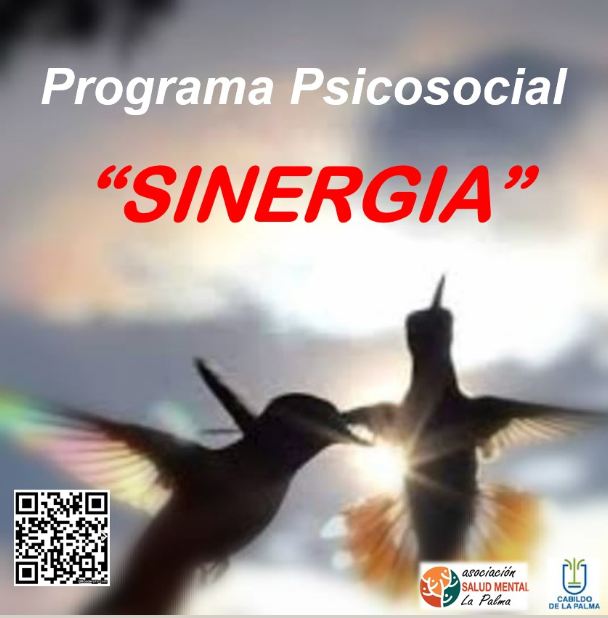 Programa Psicosocial
“SINERGIA”
asociación
SALUD MENTAL
La Palma
CABILDO
DE LA PALMA